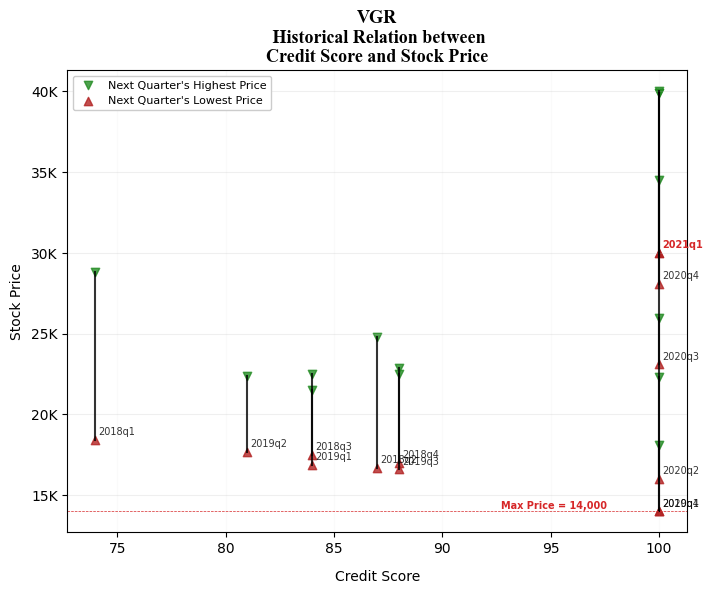 VGR
Historical Relation between
Credit Score and Stock Price
Next Quarter's Highest Price
Next Quarter's Lowest Price
40K
35K
30K
25K
20K
15K
Stock Price
2021q1
2020q4
2020q3
2018q1
2019q2
2018q3
2019q1
2018q4
2019q3
2020q2
Max Price = 14,000
75
80
85
90
95
100
Credit Score